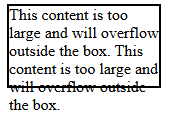 This content is too
large and will overflow
outside the box. This
content is too large and
will overflow outside
the box.